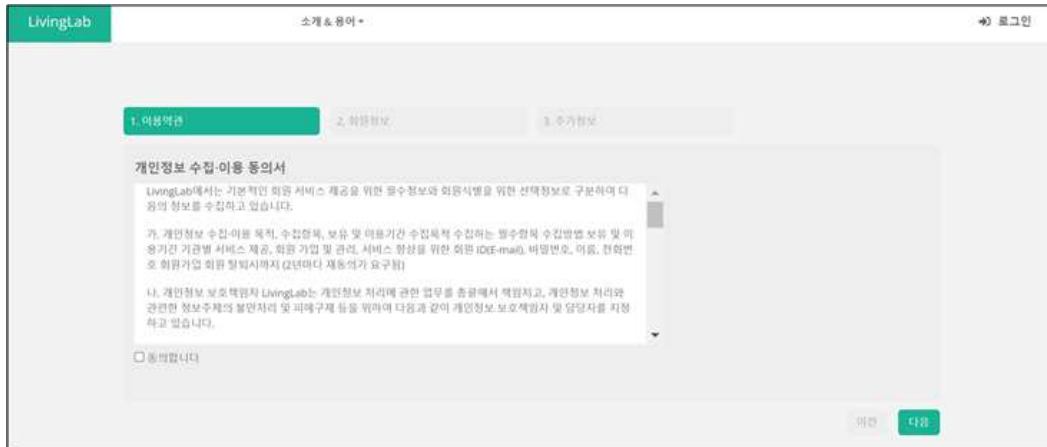 LivingLab
소개 & 용어
로그인
1. 이용약관
2. 회원정보
3. 추가정보
개인정보 수집·이용 동의서
LivingLab에서는 기본적인 회원 서비스 제공을 위한 필수정보와 회원식별을 위한 선택정보로 구분하여 다
음의 정보를 수집하고 있습니다.
가. 개인정보 수집·이용 목적, 수집항목, 보유 및 이용기간 수집목적 수집하는 필수항목 수집방법 보유 및 이
용기간 기관별 서비스 제공, 회원 가입 및 관리, 서비스 향상을 위한 회원 ID(E-mail), 비밀번호, 이름, 전화번
호 회원가입 회원 탈퇴시까지 (2년마다 재동의가 요구됨)
나. 개인정보 보호책임자 LivingLab는 개인정보 처리에 관한 업무를 총괄해서 책임지고, 개인정보 처리와
관련한 정보주체의 불만처리 및 피해구제 등을 위하여 다음과 같이 개인정보 보호책임자 및 담당자를 지정
하고 있습니다.
동의합니다
이전
다음